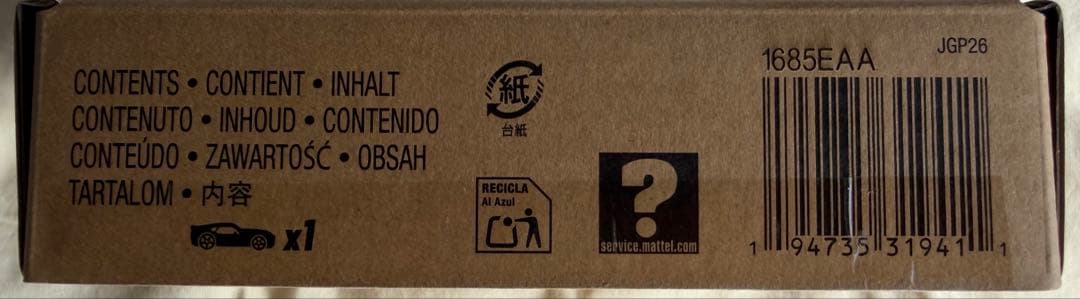 CONTENTS • CONTIENT • INHALT
CONTENUTO • INHOUD • CONTENIDO
CONTEÚDO • ZAWARTOŚĆ • OBSAH
TARTALOM • 内容
x1
紙
台紙
RECICLA
Al Azul
?
service.mattel.com
JGP26
1685EAA
1 94735 31941 1